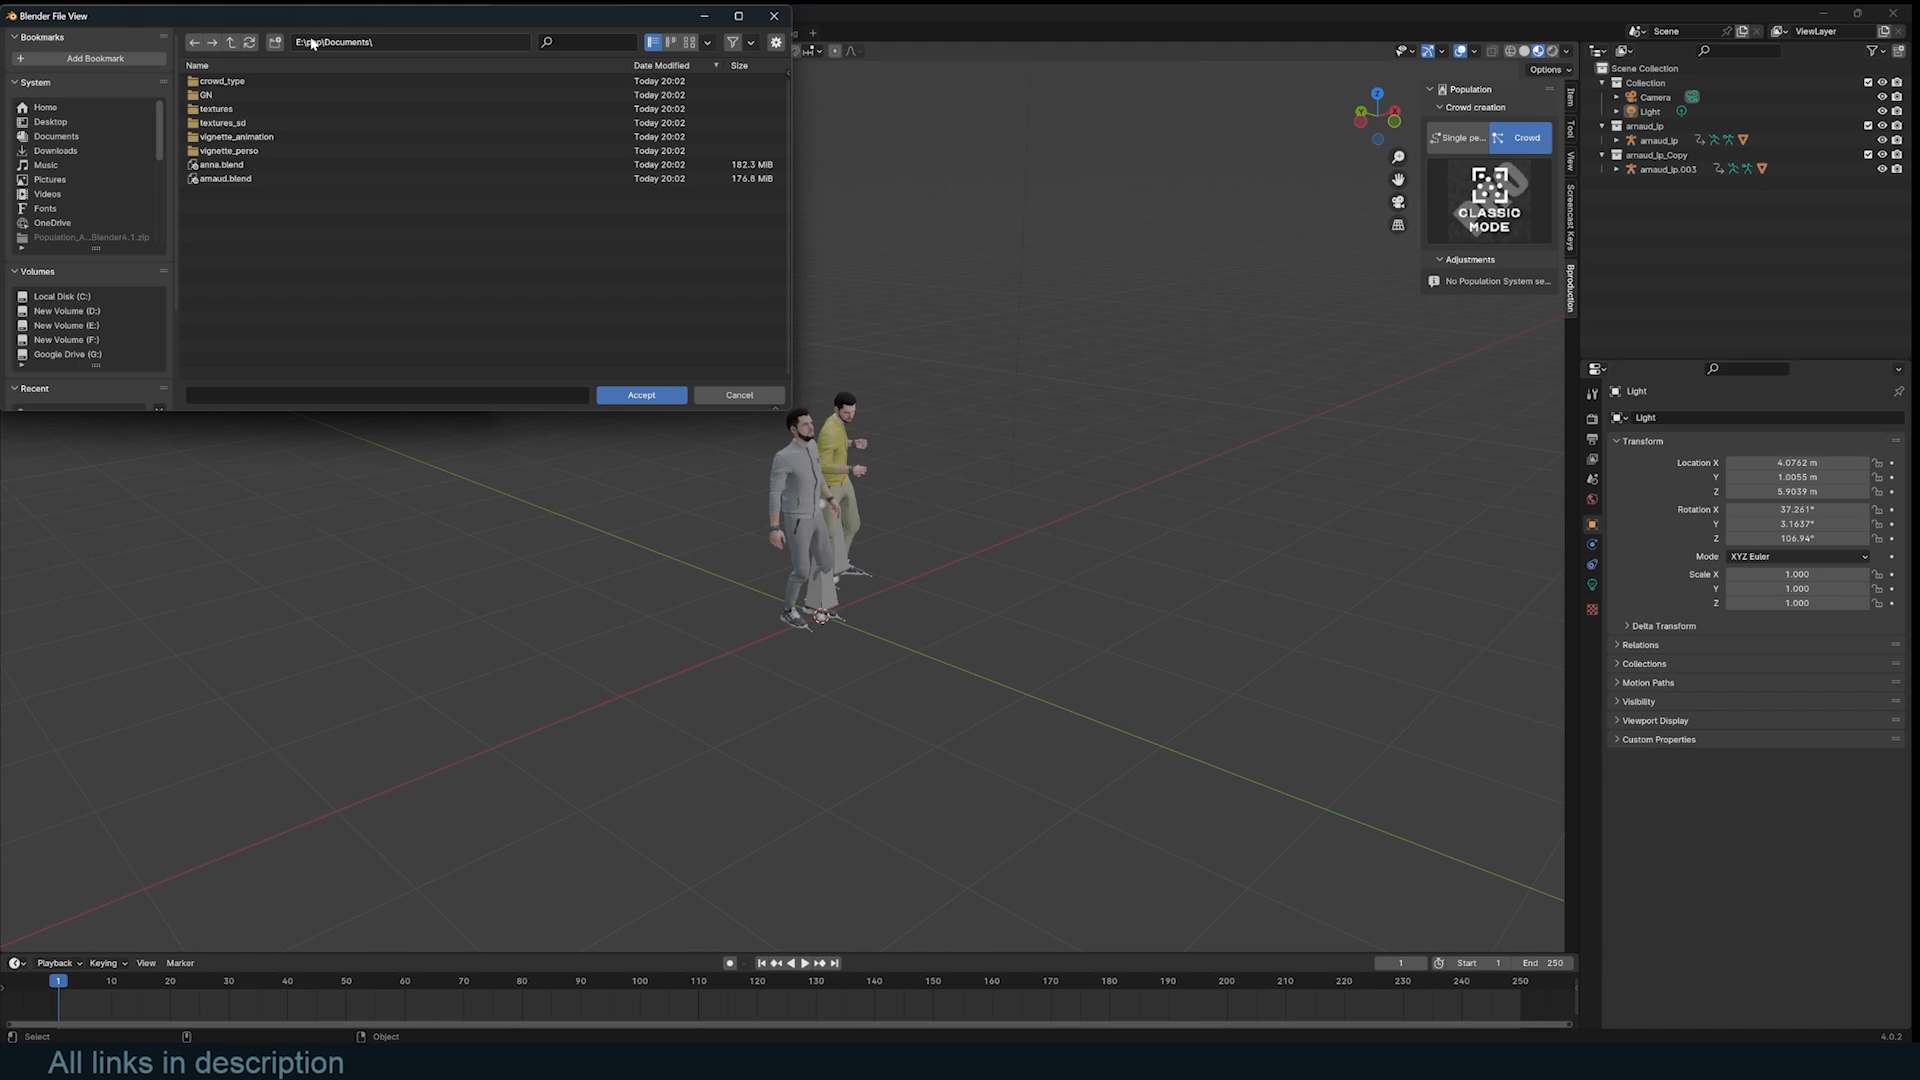 Blender File View
Bookmarks
Add Bookmark
System
Home
Desktop
Documents
Downloads
Music
Pictures
Videos
Fonts
OneDrive
Population_A...Blender4.1.zip
Volumes
Local Disk (C:)
New Volume (D:)
New Volume (E:)
New Volume (F:)
Google Drive (G:)
Recent
Name Date Modified Size
crowd_type Today 20:02
GN Today 20:02
textures Today 20:02
textures_sd Today 20:02
vignette_animation Today 20:02
vignette_perso Today 20:02
anna.blend Today 20:02 182.3 MiB
arnaud.blend Today 20:02 176.8 MiB
Accept Cancel
Options
Population
Crowd creation
Single pe... Crowd
CLASSIC
MODE
Adjustments
No Population System se...
Item
Tool
View
Screencast Keys
Bproduction
Scene ViewLayer
Scene Collection
Collection
Camera
Light
arnaud_lp
arnaud_lp
arnaud_lp_Copy
arnaud_lp.003
Light
Light
Transform
Location X 4.0762 m
Y 1.0055 m
Z 5.9039 m
Rotation X 37.261°
Y 3.1637°
Z 106.94°
Mode XYZ Euler
Scale X 1.000
Y 1.000
Z 1.000
Delta Transform
Relations
Collections
Motion Paths
Visibility
Viewport Display
Custom Properties
Playback Keying View Marker 1 Start 1 End 250
1 10 20 30 40 50 60 70 80 90 100 110 120 130 140 150 160 170 180 190 200 210 220 230 240 250
Select Object 4.0.2
All links in description